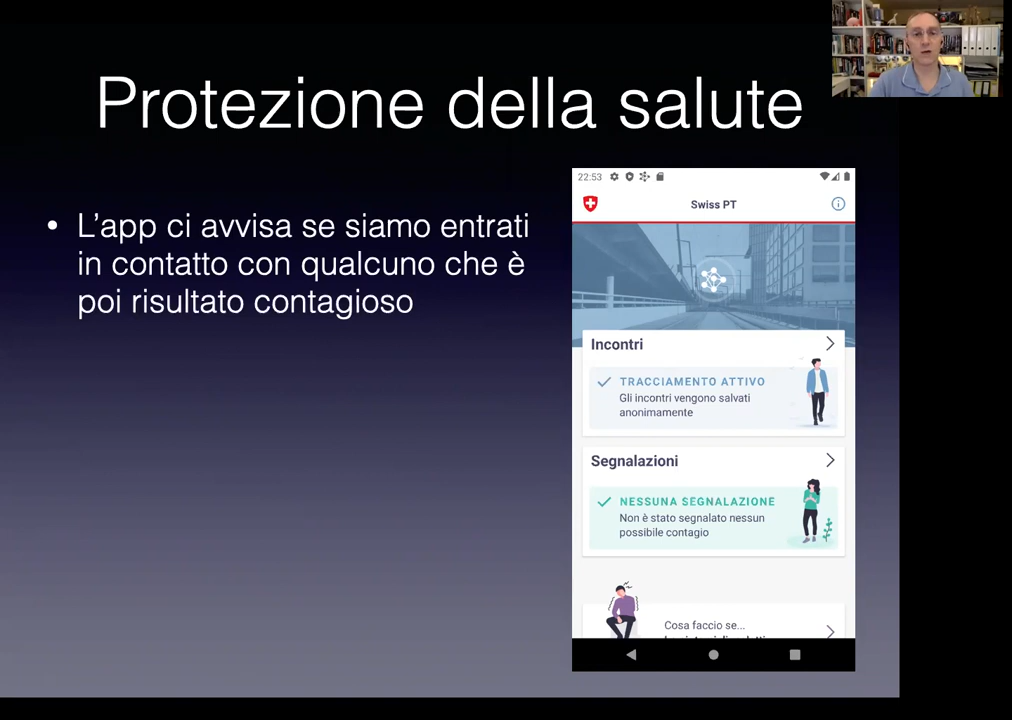 Protezione della salute
• L'app ci avvisa se siamo entrati
in contatto con qualcuno che è
poi risultato contagioso
22:53
Swiss PT
Incontri
TRACCIAMENTO ATTIVO
Gli incontri vengono salvati
anonimamente
Segnalazioni
NESSUNA SEGNALAZIONE
Non è stato segnalato nessun
possibile contagio
Cosa faccio se...